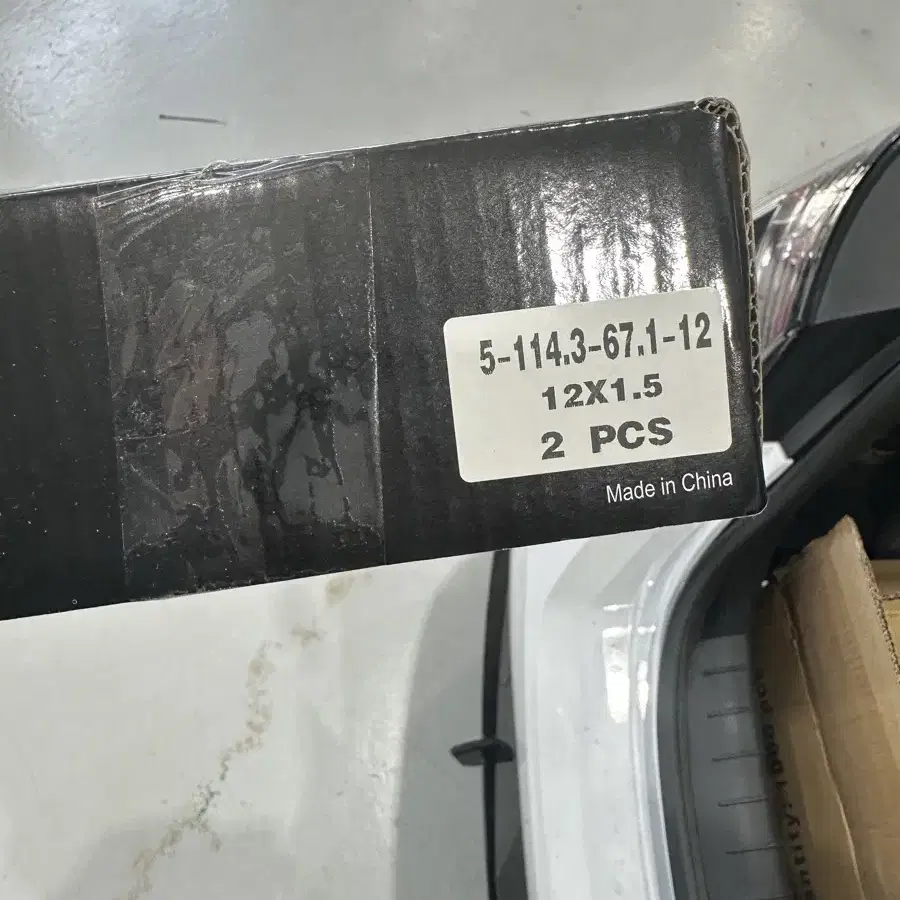 5-114.3-67.1-12
12X1.5
2 PCS
Made in China